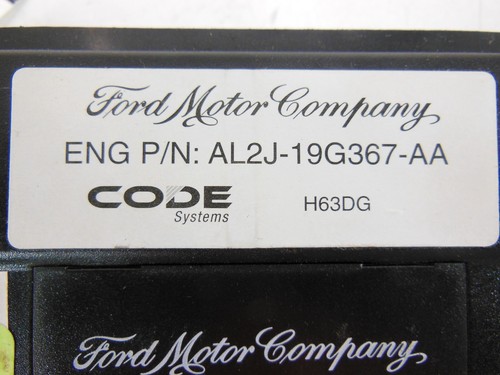 Ford Motor Company
ENG P/N: AL2J-19G367-AA
CODE Systems H63DG
Ford Motor Company